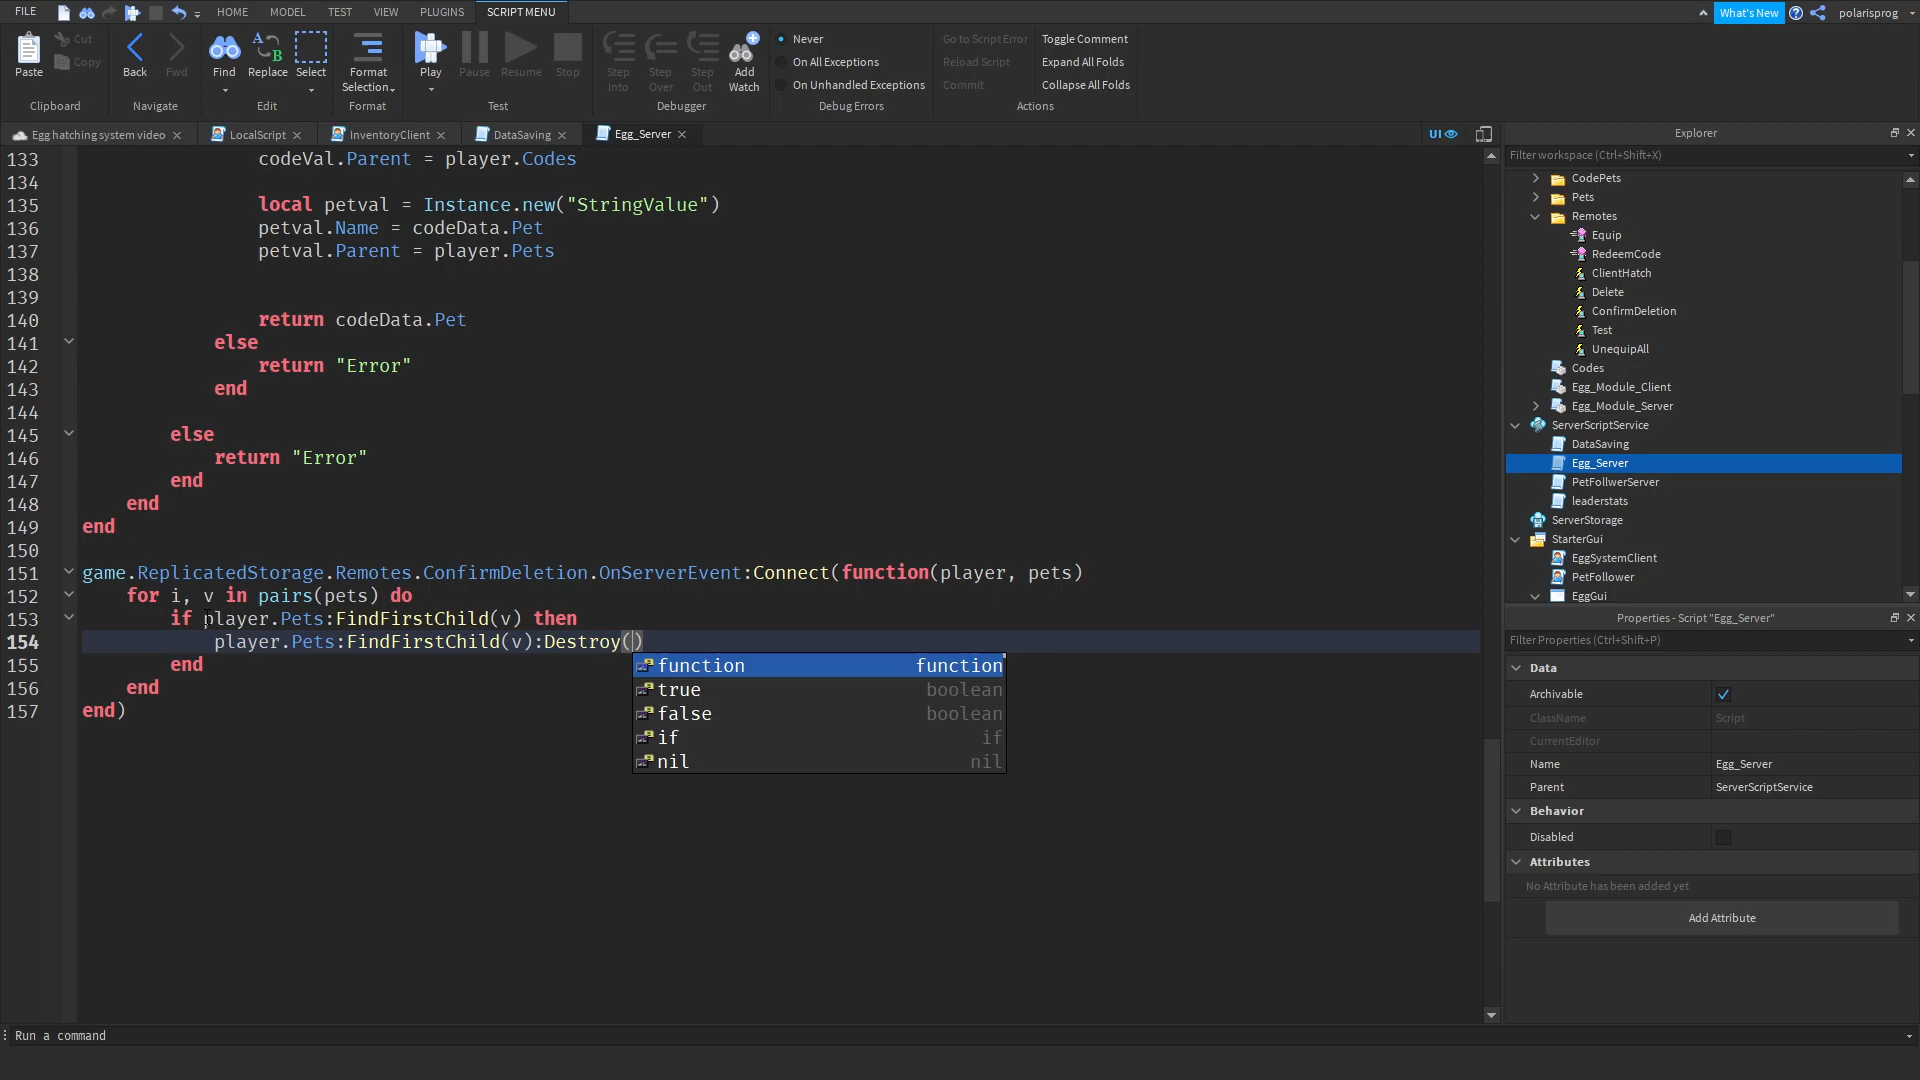 FILE HOME MODEL TEST VIEW PLUGINS SCRIPT MENU What's New polarisprog
Paste Cut Copy Clipboard
Back Fwd Navigate
Find Replace Select Edit
Format Selection Format
Play Pause Resume Stop Test
Step Into Step Over Step Out Add Watch Debugger
Never
On All Exceptions
On Unhandled Exceptions
Debug Errors
Go to Script Error Toggle Comment
Reload Script Expand All Folds
Commit Collapse All Folds
Actions
Egg hatching system video LocalScript InventoryClient DataSaving Egg_Server UI
133 codeVal.Parent = player.Codes
134
135 local petval = Instance.new("StringValue")
136 petval.Name = codeData.Pet
137 petval.Parent = player.Pets
138
139
140 return codeData.Pet
141 else
142 return "Error"
143 end
144
145 else
146 return "Error"
147 end
148 end
149 end
150
151 game.ReplicatedStorage.Remotes.ConfirmDeletion.OnServerEvent:Connect(function(player, pets)
152 for i, v in pairs(pets) do
153 if player.Pets:FindFirstChild(v) then
154 player.Pets:FindFirstChild(v):Destroy()
155 end
156 end
157 end)
function function
true boolean
false boolean
if if
nil nil
Explorer
Filter workspace (Ctrl+Shift+X)
CodePets
Pets
Remotes
Equip
RedeemCode
ClientHatch
Delete
ConfirmDeletion
Test
UnequipAll
Codes
Egg_Module_Client
Egg_Module_Server
ServerScriptService
DataSaving
Egg_Server
PetFollwerServer
leaderstats
ServerStorage
StarterGui
EggSystemClient
PetFollower
EggGui
Properties - Script "Egg_Server"
Filter Properties (Ctrl+Shift+P)
Data
Archivable
ClassName Script
CurrentEditor
Name Egg_Server
Parent ServerScriptService
Behavior
Disabled
Attributes
No Attribute has been added yet
Add Attribute
Run a command